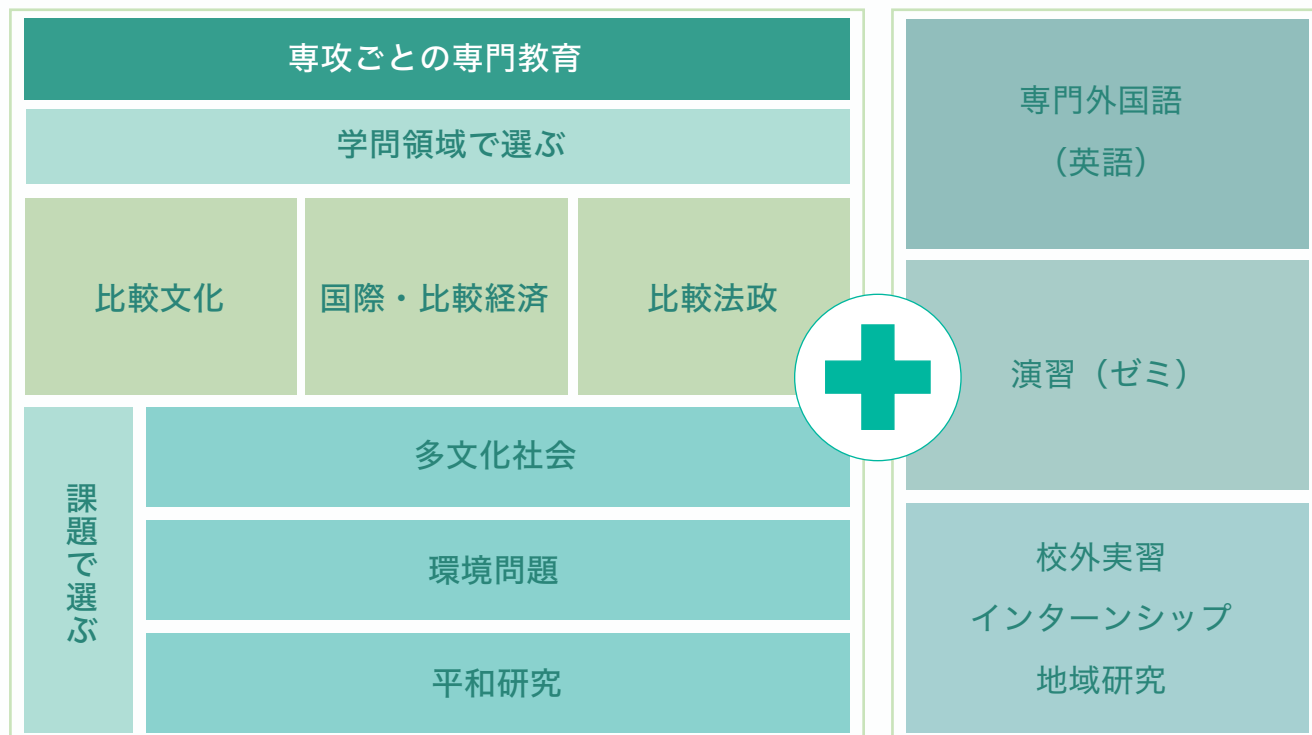 専攻ごとの専門教育
学問領域で選ぶ
比較文化
国際・比較経済
比較法政
課題で選ぶ
多文化社会
環境問題
平和研究
専門外国語
（英語）
演習（ゼミ）
校外実習
インターンシップ
地域研究